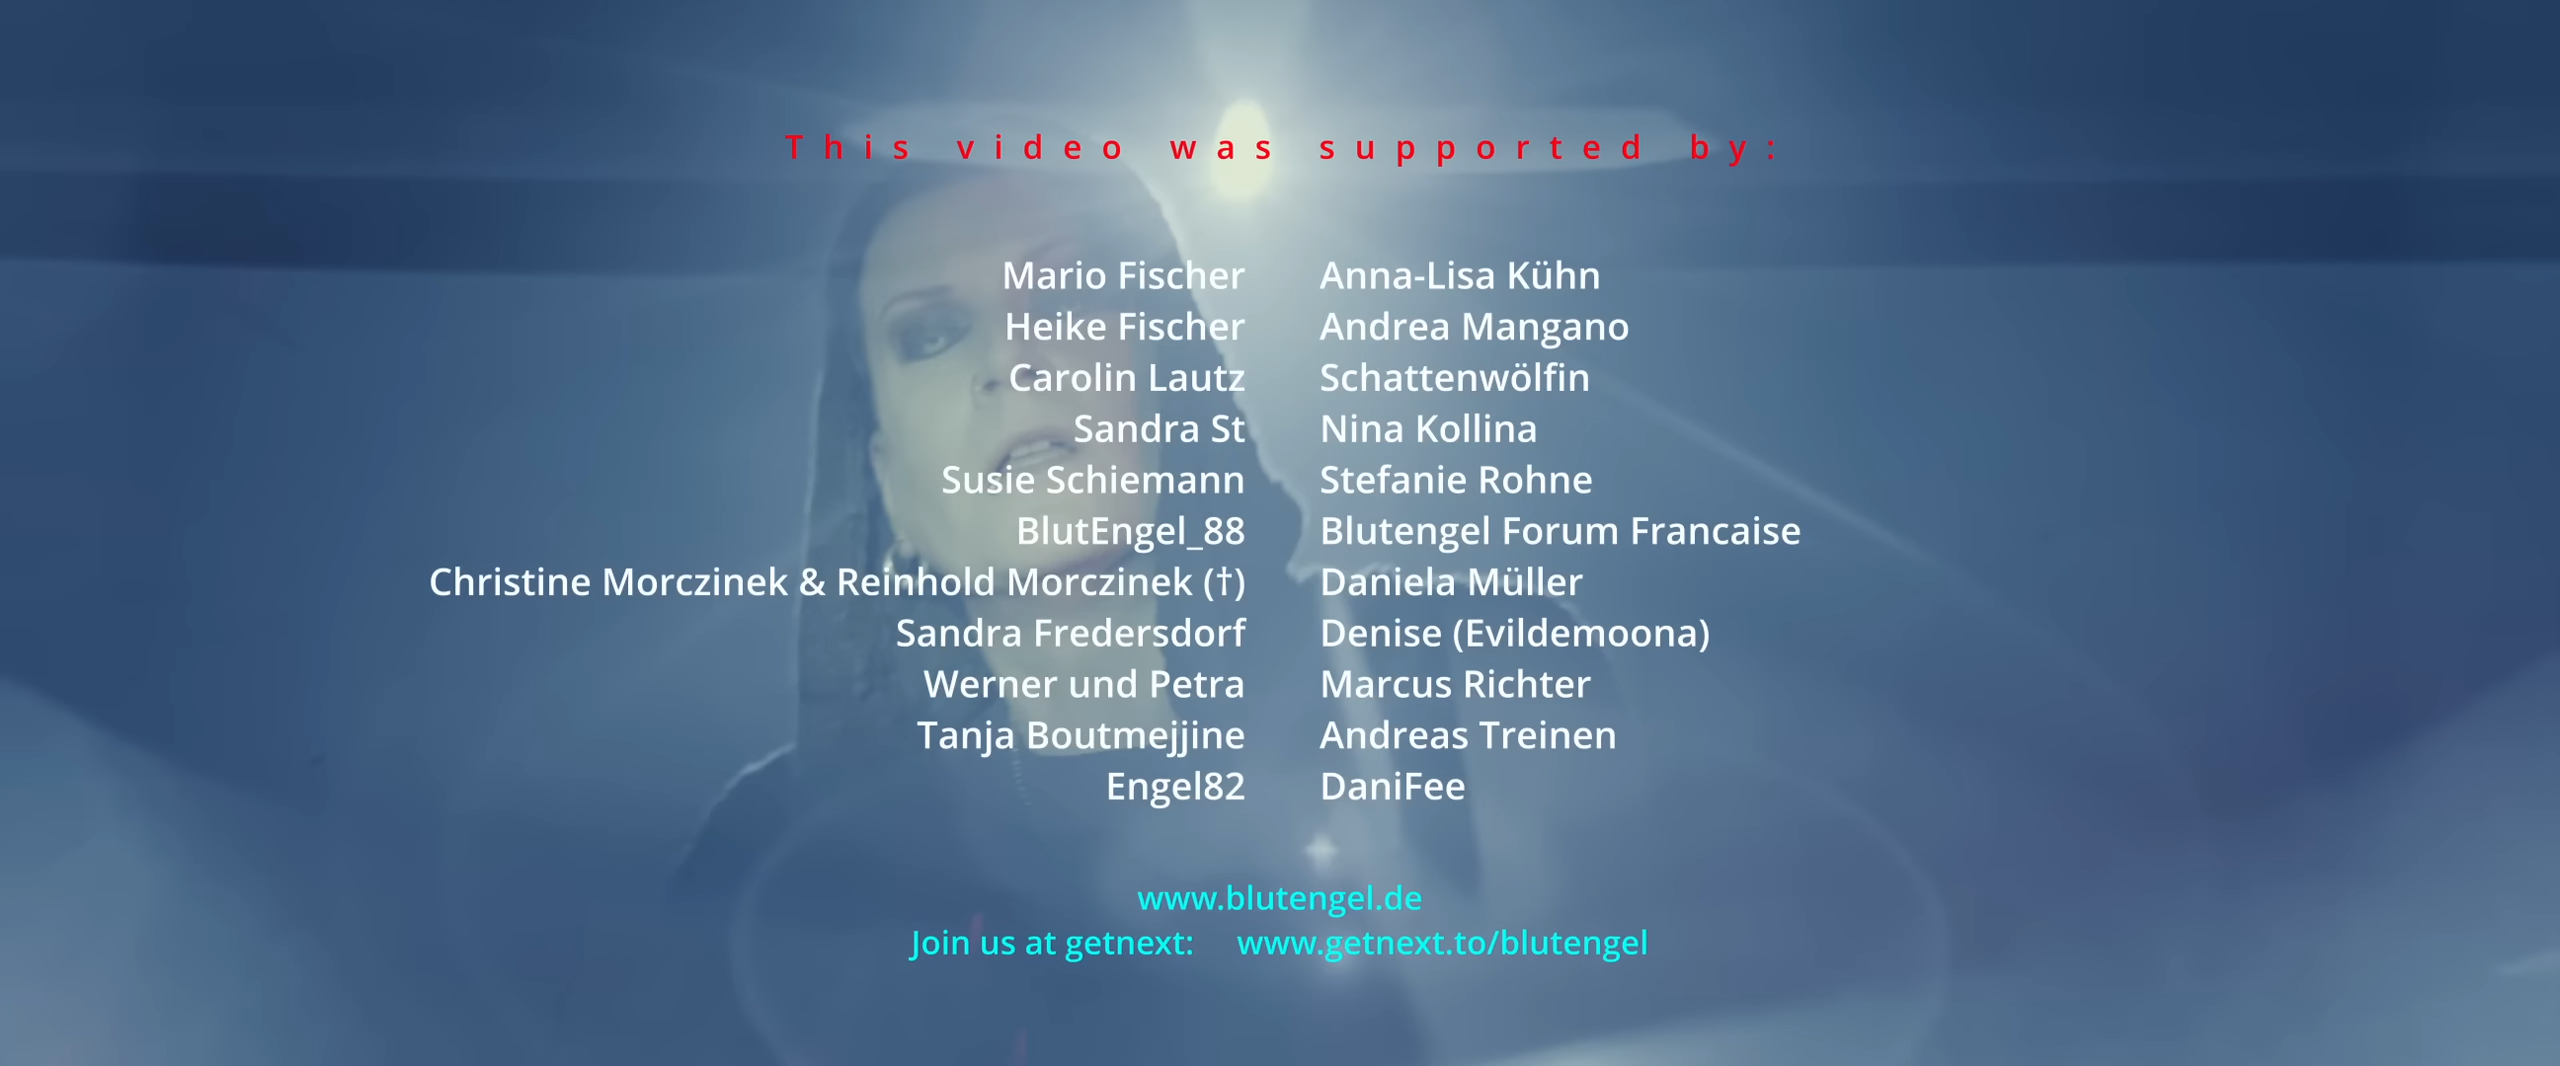 This video was supported by:
Mario Fischer
Heike Fischer
Carolin Lautz
Sandra St
Susie Schiemann
BlutEngel_88
Christine Morczinek & Reinhold Morczinek (†)
Sandra Fredersdorf
Werner und Petra
Tanja Boutmejjine
Engel82
Anna-Lisa Kühn
Andrea Mangano
Schattenwölfin
Nina Kollina
Stefanie Rohne
Blutengel Forum Francaise
Daniela Müller
Denise (Evildemoona)
Marcus Richter
Andreas Treinen
DaniFee
www.blutengel.de
Join us at getnext: www.getnext.to/blutengel